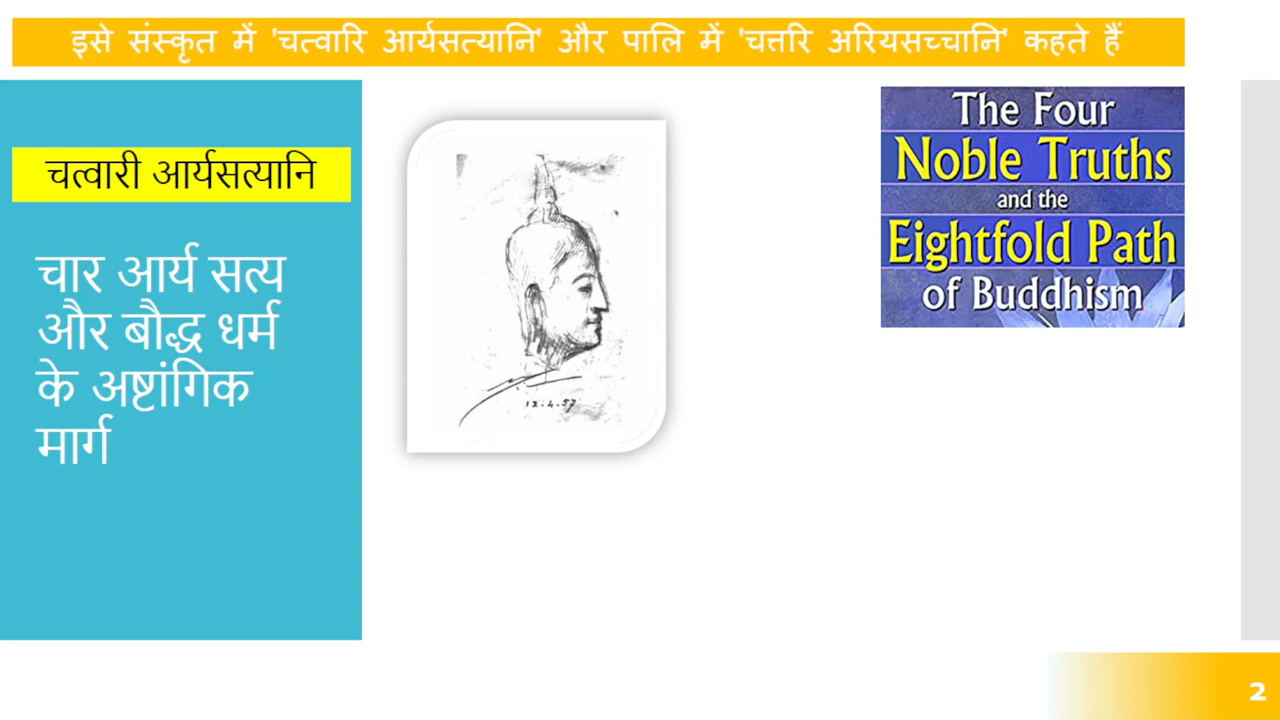 इसे संस्कृत में 'चत्वारि आर्यसत्यानि' और पालि में 'चत्तरि अरियसच्चानि' कहते हैं
चत्वारी आर्यसत्यानि
चार आर्य सत्य
और बौद्ध धर्म
के अष्टांगिक
मार्ग
12.4.57
The Four
Noble Truths
and the
Eightfold Path
of Buddhism
2